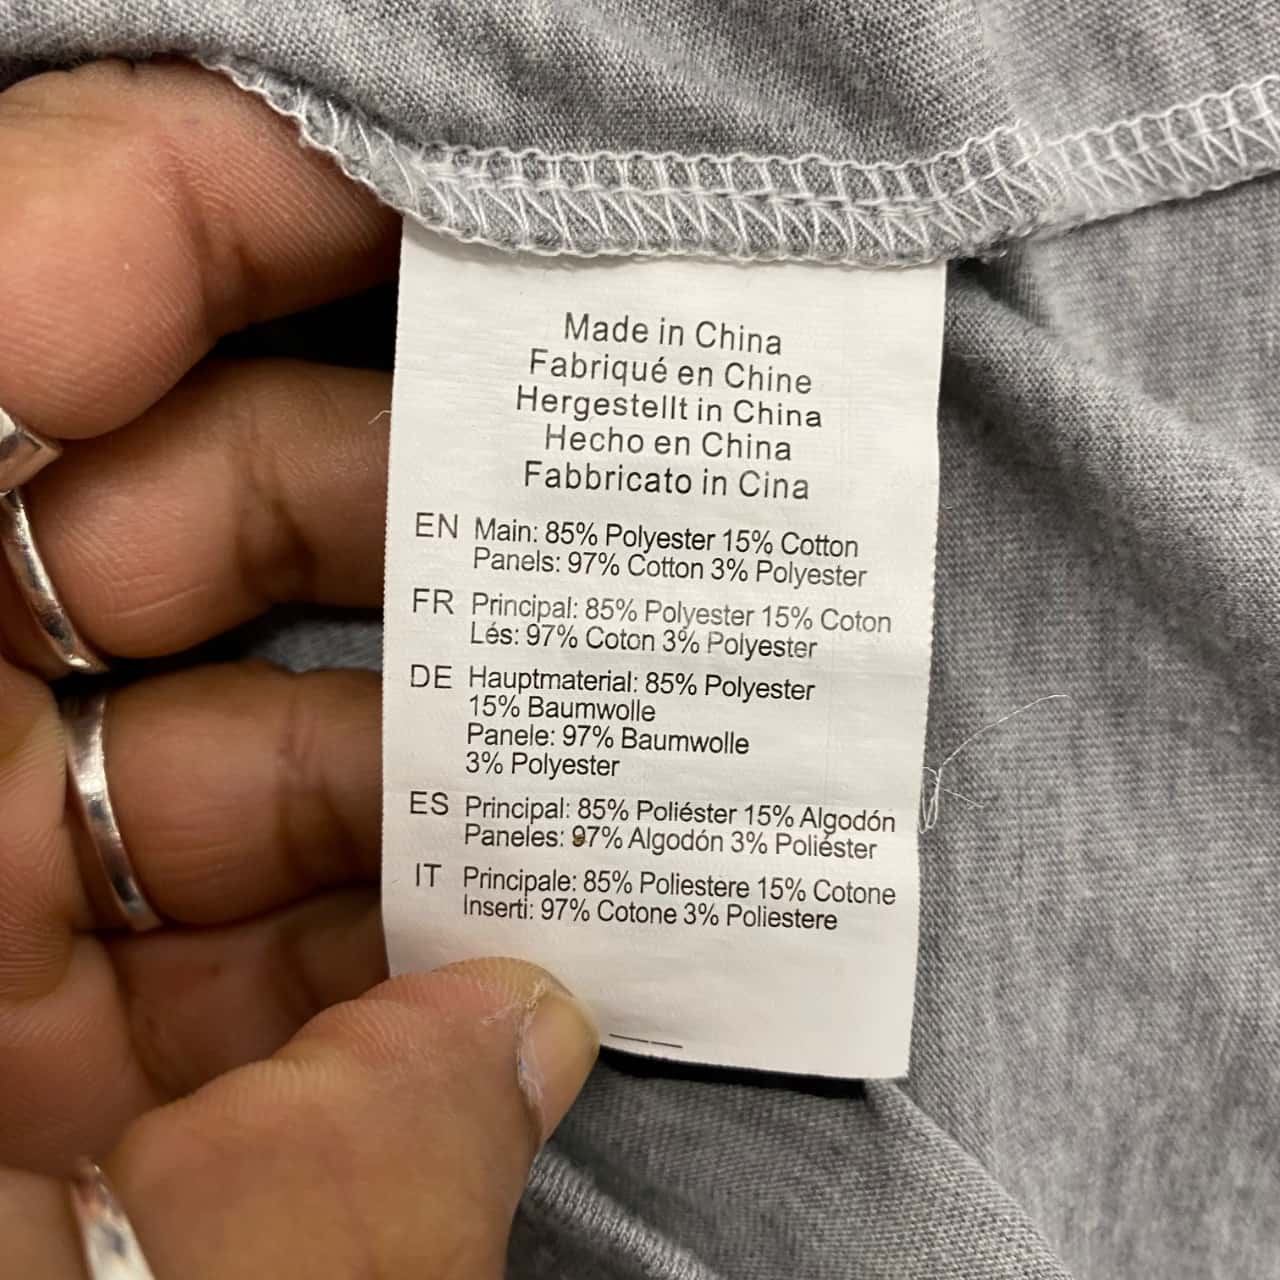 Made in China
Fabriqué en Chine
Hergestellt in China
Hecho en China
Fabbricato in Cina
EN Main: 85% Polyester 15% Cotton
Panels: 97% Cotton 3% Polyester
FR Principal: 85% Polyester 15% Coton
Lés: 97% Coton 3% Polyester
DE Hauptmaterial: 85% Polyester
15% Baumwolle
Panele: 97% Baumwolle
3% Polyester
ES Principal: 85% Poliéster 15% Algodón
Paneles: 97% Algodón 3% Poliéster
IT Principale: 85% Poliestere 15% Cotone
Inserti: 97% Cotone 3% Poliestere